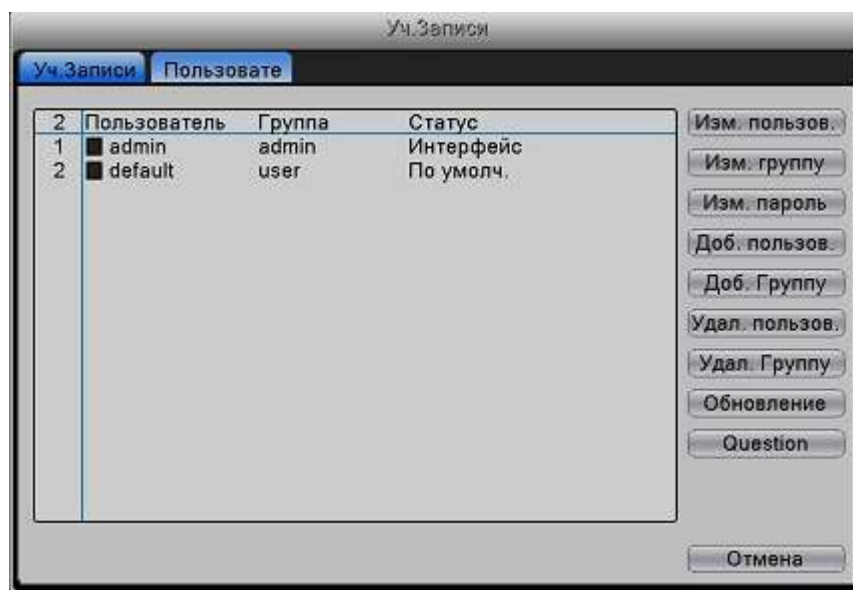 Уч.Записи
Уч.Записи Пользовате
2 Пользователь Группа Статус
1 admin admin Интерфейс
2 default user По умолч.
Изм. пользов.
Изм. группу
Изм. пароль
Доб. пользов.
Доб. Группу
Удал. пользов.
Удал. Группу
Обновление
Question
Отмена